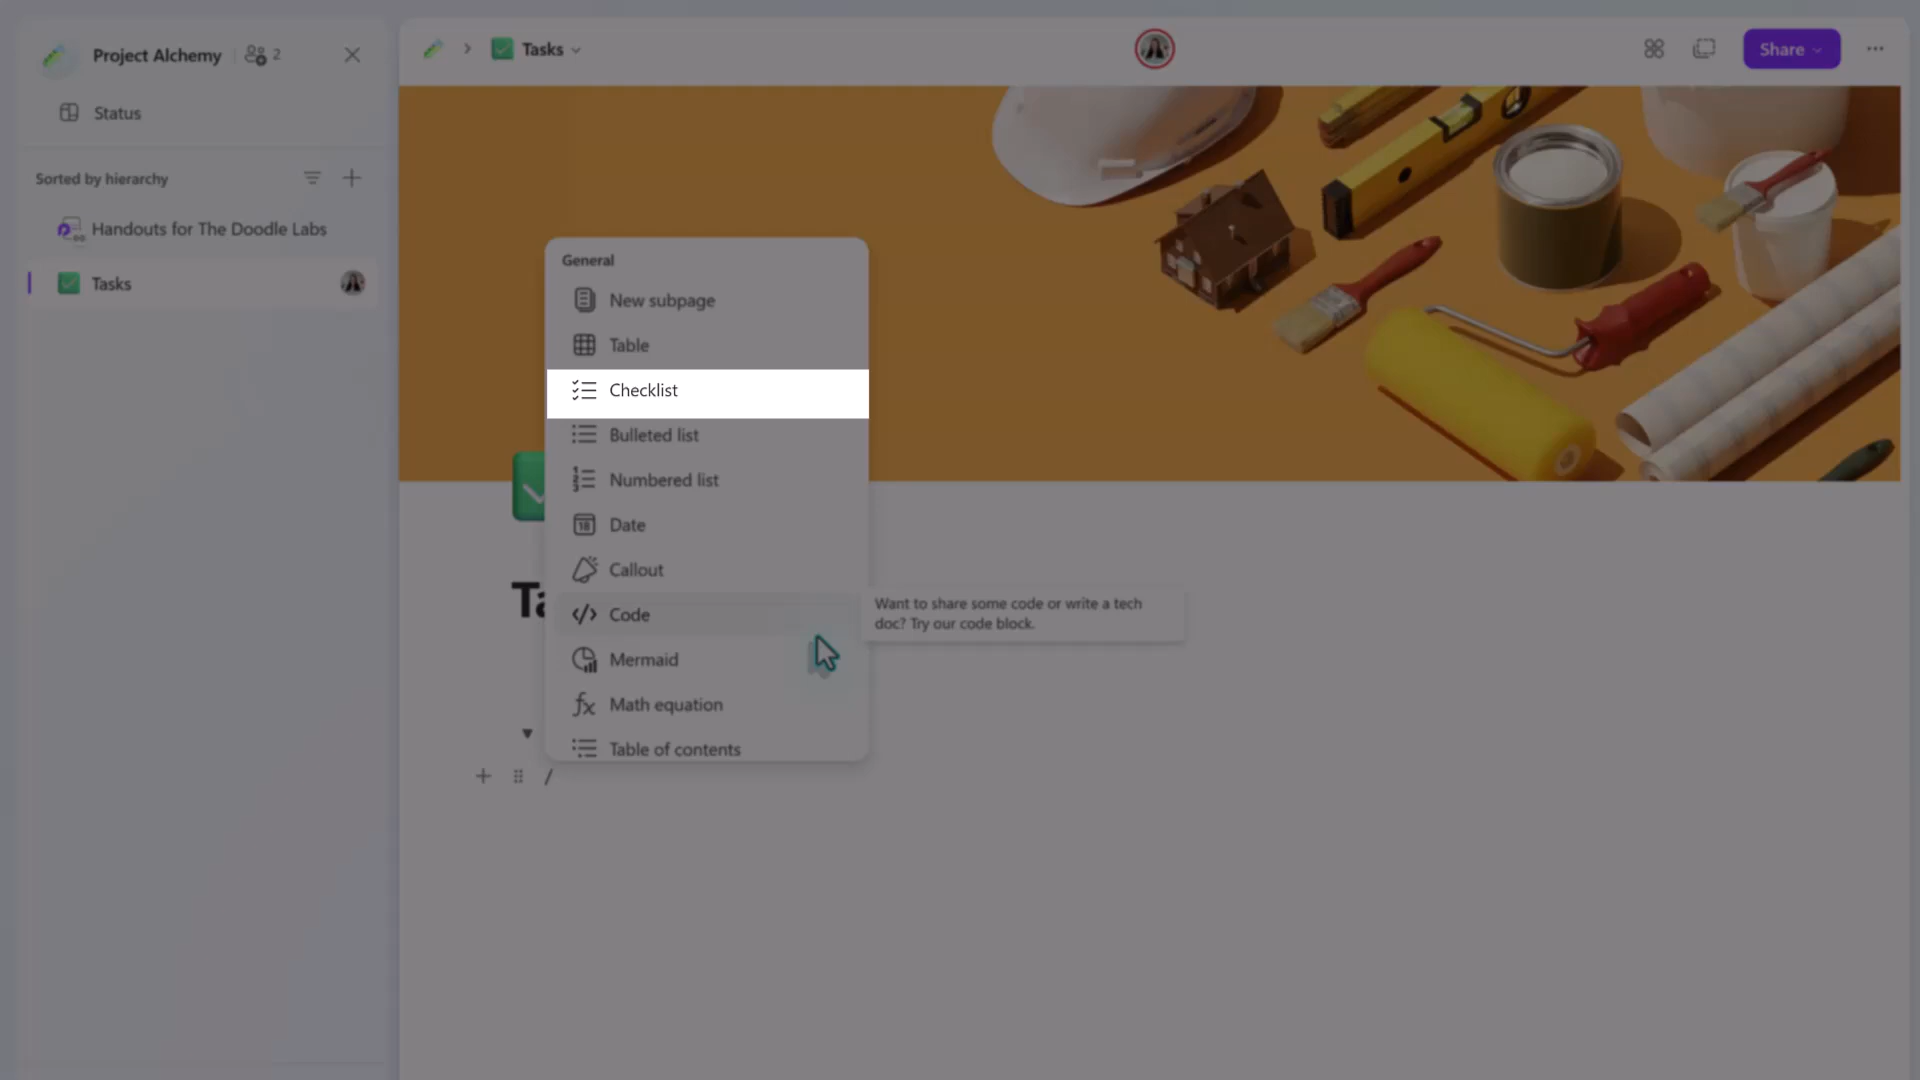 Project Alchemy
2
Status
Sorted by hierarchy
Handouts for The Doodle Labs
Tasks
Tasks
Share
General
New subpage
Table
Checklist
Bulleted list
Numbered list
Date
Callout
Code
Mermaid
Math equation
Table of contents
Want to share some code or write a tech
doc? Try our code block.
Ta
/